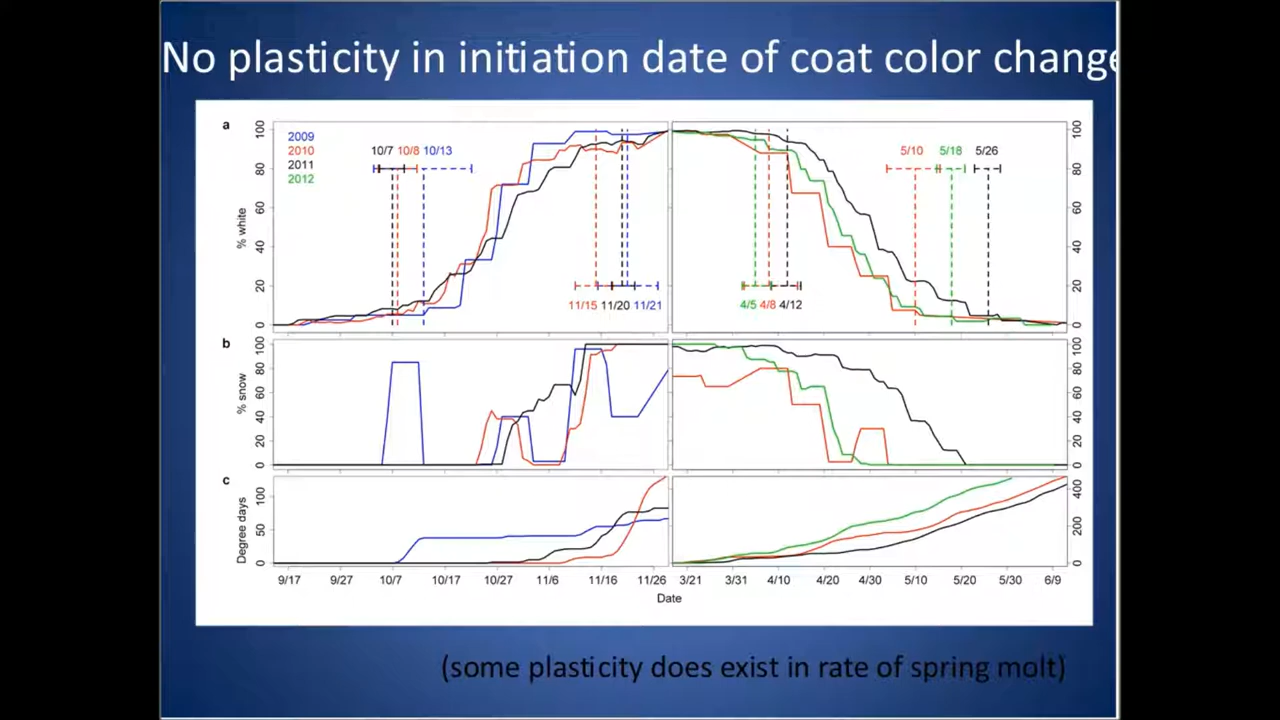 No plasticity in initiation date of coat color change
a
2009
2010
2011
2012
10/7 10/8 10/13
11/15 11/20 11/21
5/10 5/18 5/26
4/5 4/8 4/12
% white
100
80
60
40
20
0
100
80
60
40
20
0
b
% snow
100
80
60
40
20
0
100
80
60
40
20
0
c
Degree days
100
50
0
400
200
0
9/17 9/27 10/7 10/17 10/27 11/6 11/16 11/26 3/21 3/31 4/10 4/20 4/30 5/10 5/20 5/30 6/9
Date
(some plasticity does exist in rate of spring molt)